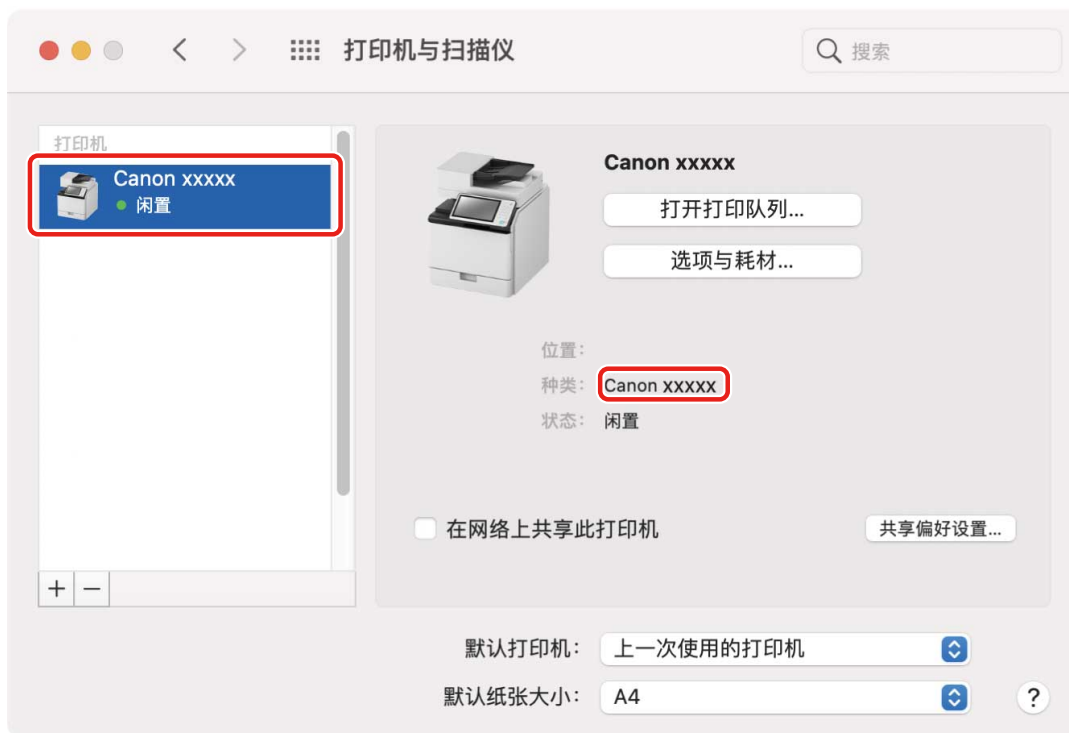 打印机与扫描仪
搜索
打印机
Canon xxxxx
闲置
Canon xxxxx
打开打印队列...
选项与耗材...
位置:
种类: Canon xxxxx
状态: 闲置
在网络上共享此打印机
共享偏好设置...
+ −
默认打印机: 上一次使用的打印机
默认纸张大小: A4
?